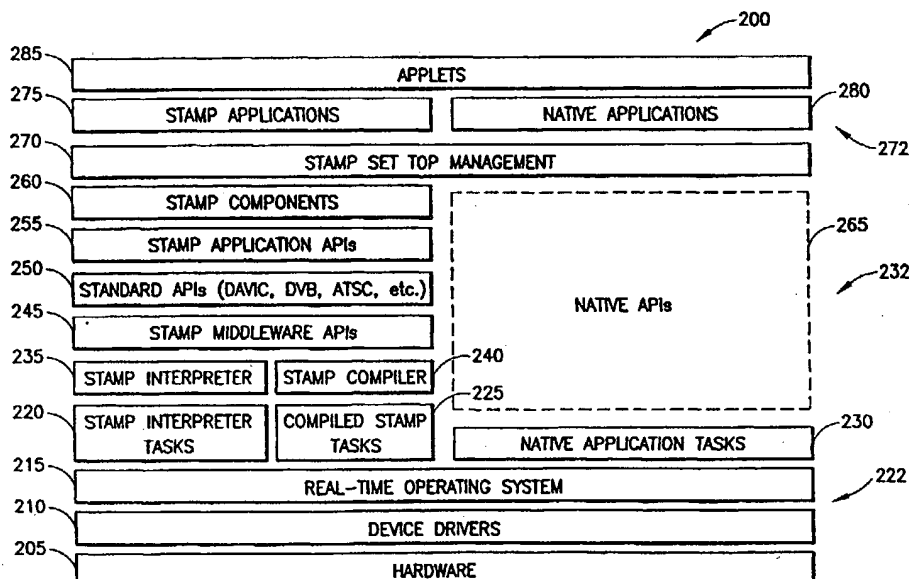 200
285
APPLETS
275
STAMP APPLICATIONS
NATIVE APPLICATIONS
280
272
270
STAMP SET TOP MANAGEMENT
260
STAMP COMPONENTS
255
STAMP APPLICATION APIs
265
250
STANDARD APIs (DAVIC, DVB, ATSC, etc.)
NATIVE APIs
232
245
STAMP MIDDLEWARE APIs
235
STAMP INTERPRETER
STAMP COMPILER
240
220
STAMP INTERPRETER
TASKS
COMPILED STAMP
TASKS
225
NATIVE APPLICATION TASKS
230
215
REAL-TIME OPERATING SYSTEM
222
210
DEVICE DRIVERS
205
HARDWARE